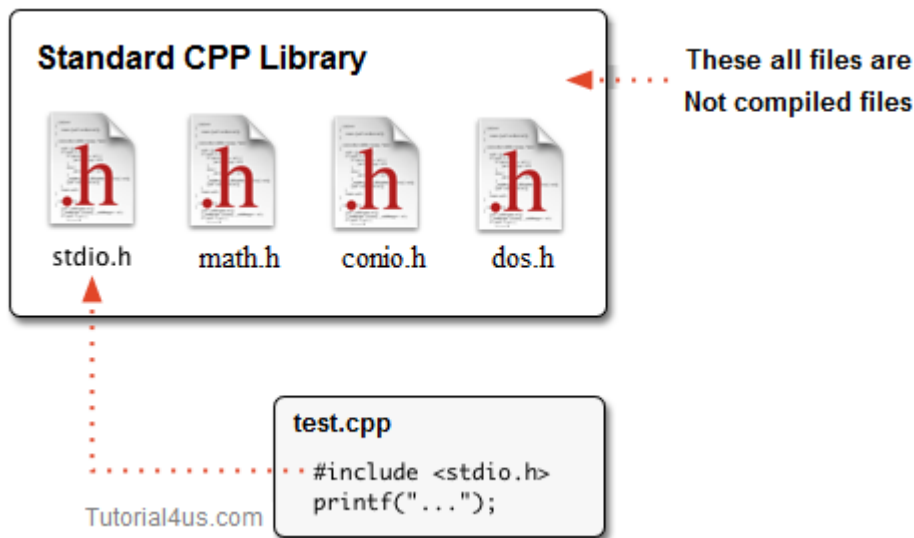 Standard CPP Library
These all files are
Not compiled files
.h
.h
.h
.h
stdio.h
math.h
conio.h
dos.h
test.cpp
#include <stdio.h>
printf("...");
Tutorial4us.com